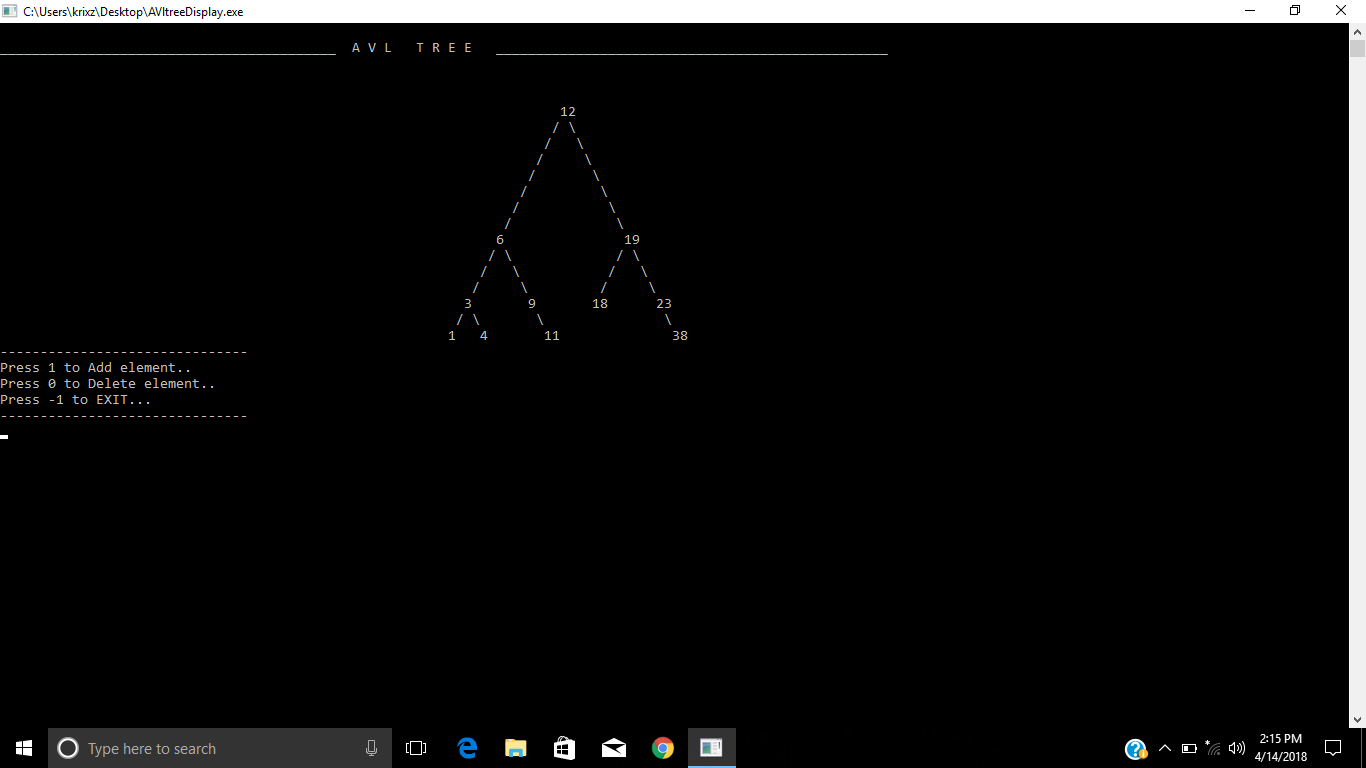 C:\Users\krixz\Desktop\AVltreeDisplay.exe
__________________________________________ A V L   T R E E _________________________________________________
12
/ \
/ \
/ \
/ \
/ \
/ \
/ \
6 19
/ \ / \
/ \ / \
/ \ / \
3 9 18 23
/ \ \ \
1 4 11 38
-------------------------------
Press 1 to Add element..
Press 0 to Delete element..
Press -1 to EXIT...
-------------------------------
Type here to search
2:15 PM
4/14/2018